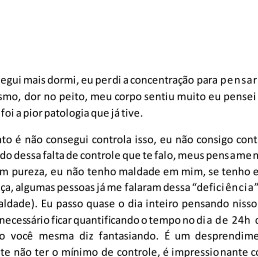 egui mais dormi, eu perdi a concentração para pensar
smo, dor no peito, meu corpo sentiu muito eu pensei
foi a pior patologia que já tive.
to é não consegui controla isso, eu não consigo cont
do dessa falta de controle que te falo, meus pensamen
m pureza, eu não tenho maldade em mim, se tenho e
ça, algumas pessoas já me falaram dessa “deficiência”
aldade). Eu passo quase o dia inteiro pensando nisso
necessário ficar quantificando o tempo no dia de 24h c
o você mesma diz fantasiando. É um desprendime
te não ter o mínimo de controle, é impressionante co